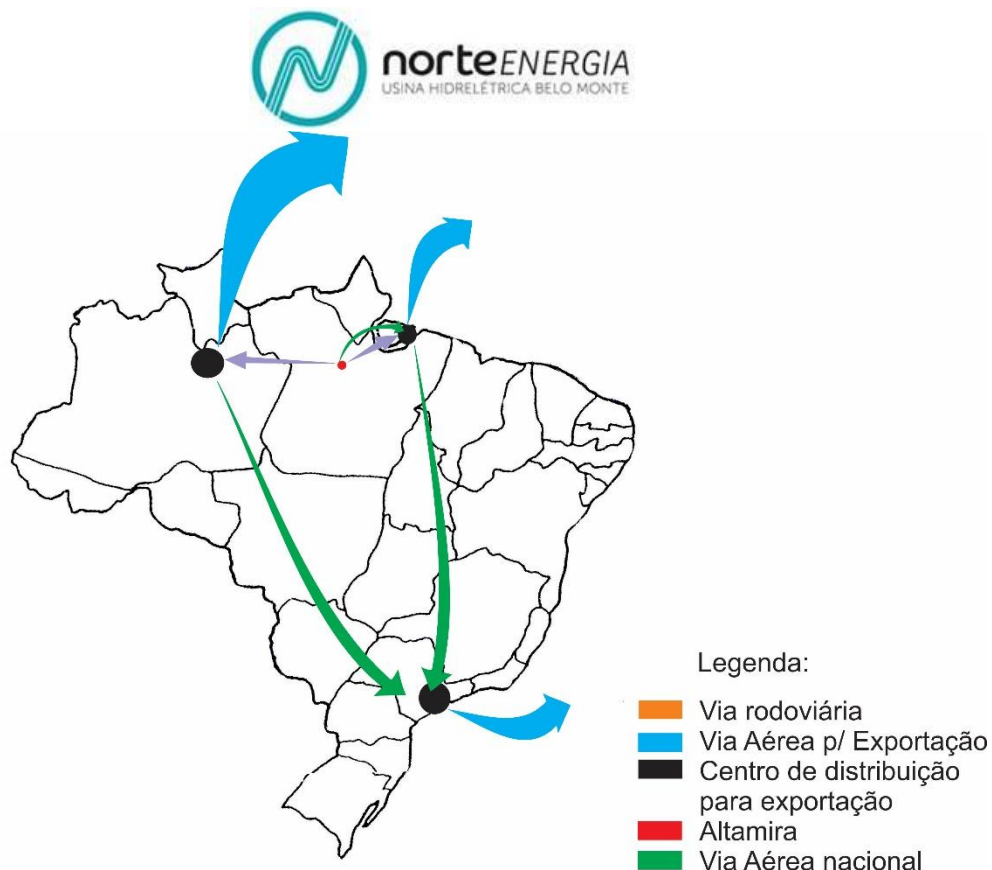 norteENERGIA
USINA HIDRELÉTRICA BELO MONTE
Legenda:
Via rodoviária
Via Aérea p/ Exportação
Centro de distribuição
para exportação
Altamira
Via Aérea nacional